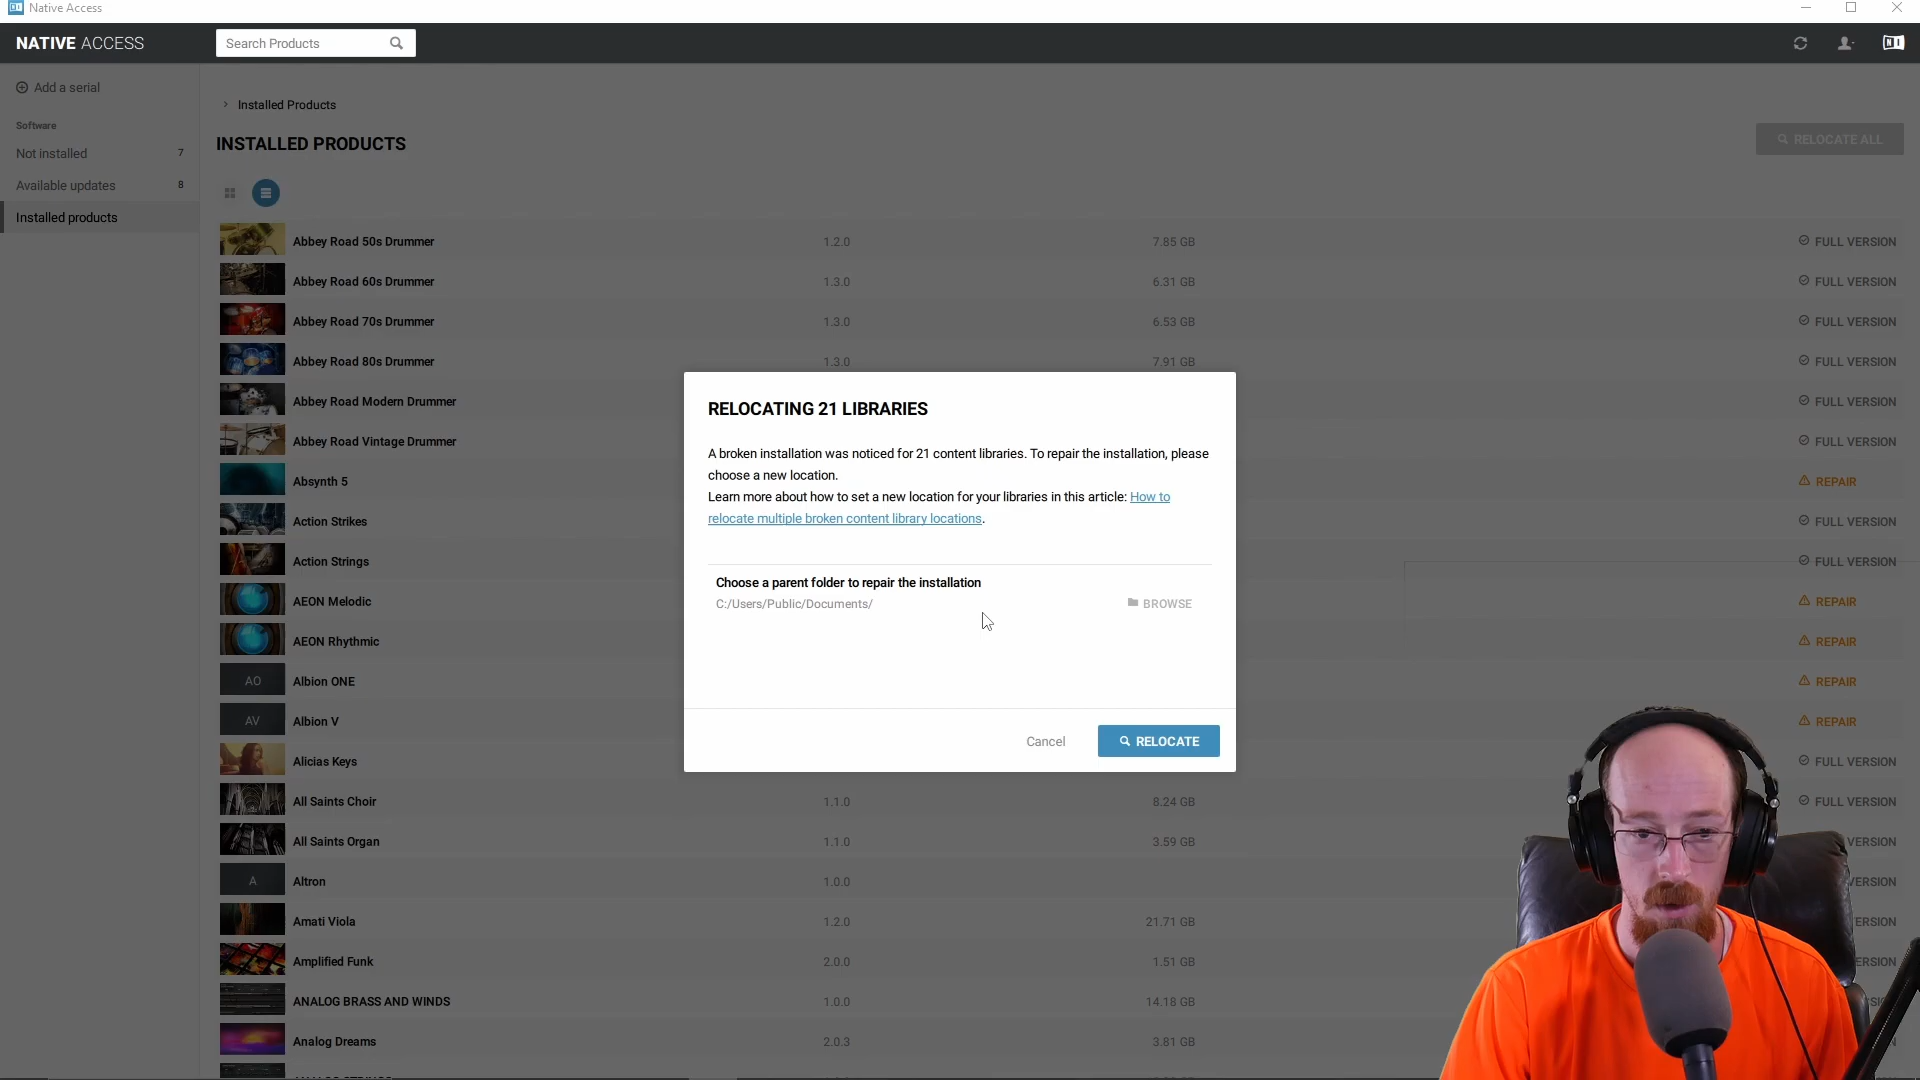 Native Access
NATIVE ACCESS
Search Products
Add a serial
Software
Not installed 7
Available updates 8
Installed products
Installed Products
INSTALLED PRODUCTS
RELOCATE ALL
Abbey Road 50s Drummer 1.2.0 7.85 GB FULL VERSION
Abbey Road 60s Drummer 1.3.0 6.31 GB FULL VERSION
Abbey Road 70s Drummer 1.3.0 6.53 GB FULL VERSION
Abbey Road 80s Drummer 1.3.0 7.91 GB FULL VERSION
Abbey Road Modern Drummer FULL VERSION
Abbey Road Vintage Drummer FULL VERSION
Absynth 5 REPAIR
Action Strikes FULL VERSION
Action Strings FULL VERSION
AEON Melodic REPAIR
AEON Rhythmic REPAIR
AO Albion ONE REPAIR
AV Albion V REPAIR
Alicias Keys FULL VERSION
All Saints Choir 1.1.0 8.24 GB FULL VERSION
All Saints Organ 1.1.0 3.59 GB VERSION
A Altron 1.0.0 VERSION
Amati Viola 1.2.0 21.71 GB ERSION
Amplified Funk 2.0.0 1.51 GB ERSION
ANALOG BRASS AND WINDS 1.0.0 14.18 GB
Analog Dreams 2.0.3 3.81 GB
RELOCATING 21 LIBRARIES
A broken installation was noticed for 21 content libraries. To repair the installation, please
choose a new location.
Learn more about how to set a new location for your libraries in this article: How to
relocate multiple broken content library locations.
Choose a parent folder to repair the installation
C:/Users/Public/Documents/ BROWSE
Cancel RELOCATE